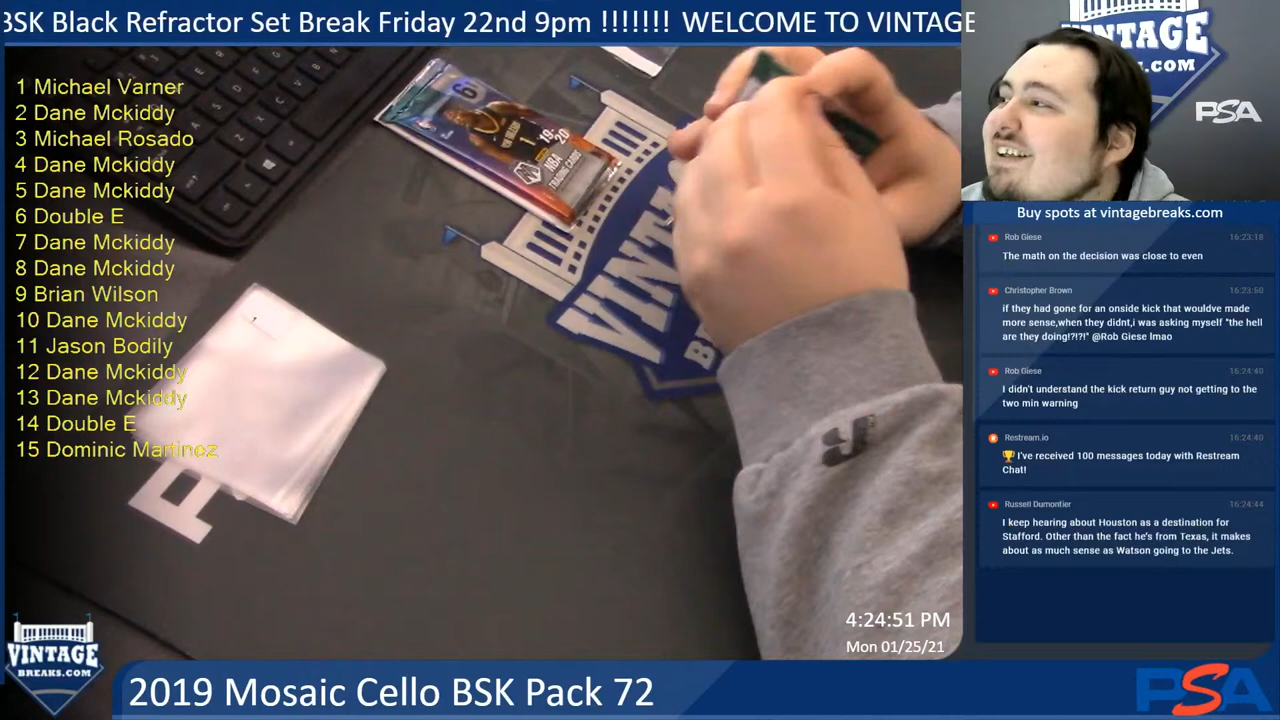 BSK Black Refractor Set Break Friday 22nd 9pm !!!!!!! WELCOME TO VINTAGE
VINTAGE
.COM
PSA
1 Michael Varner
2 Dane Mckiddy
3 Michael Rosado
4 Dane Mckiddy
5 Dane Mckiddy
6 Double E
7 Dane Mckiddy
8 Dane Mckiddy
9 Brian Wilson
10 Dane Mckiddy
11 Jason Bodily
12 Dane Mckiddy
13 Dane Mckiddy
14 Double E
15 Dominic Martinez
6
19-20
NBA
TRADING CARDS
VINTA
B
Buy spots at vintagebreaks.com
Rob Giese 16:23:18
The math on the decision was close to even
Christopher Brown 16:23:50
if they had gone for an onside kick that wouldve made
more sense,when they didnt,i was asking myself "the hell
are they doing!?!?!" @Rob Giese lmao
Rob Giese 16:24:40
I didn't understand the kick return guy not getting to the
two min warning
Restream.io 16:24:40
🏆 I've received 100 messages today with Restream
Chat!
Russell Dumontier 16:24:44
I keep hearing about Houston as a destination for
Stafford. Other than the fact he's from Texas, it makes
about as much sense as Watson going to the Jets.
4:24:51 PM
Mon 01/25/21
VINTAGE
BREAKS.COM
2019 Mosaic Cello BSK Pack 72
PSA